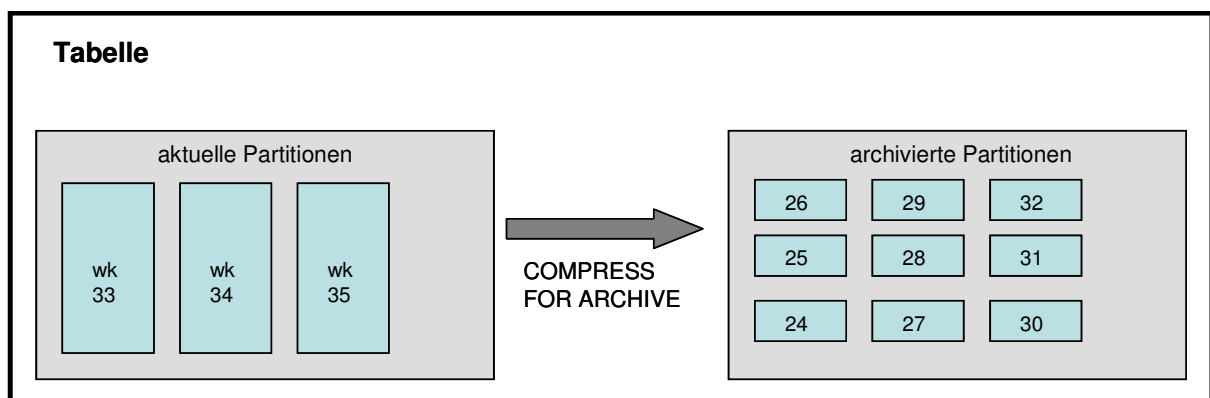 Tabelle
aktuelle Partitionen
wk
33
wk
34
wk
35
COMPRESS
FOR ARCHIVE
archivierte Partitionen
26
29
32
25
28
31
24
27
30